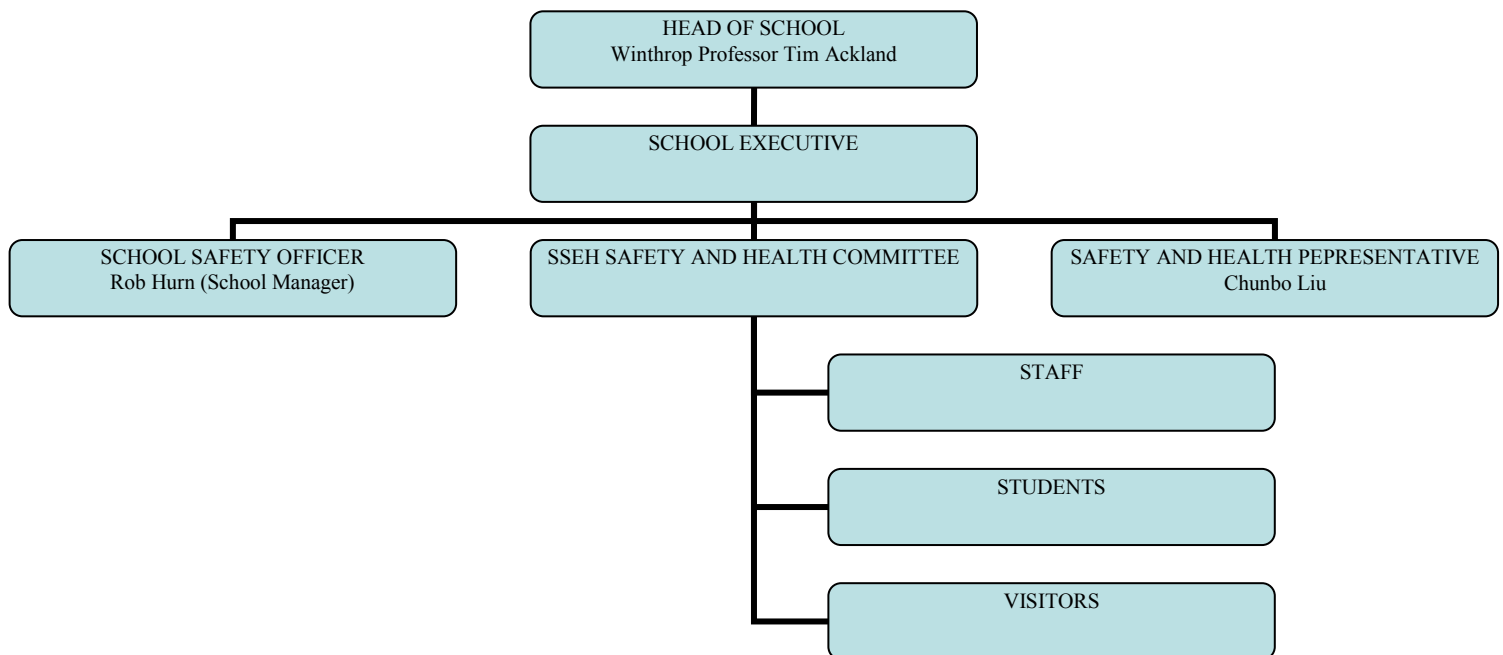 HEAD OF SCHOOL
Winthrop Professor Tim Ackland
SCHOOL EXECUTIVE
SCHOOL SAFETY OFFICER
Rob Hurn (School Manager)
SSEH SAFETY AND HEALTH COMMITTEE
SAFETY AND HEALTH PEPRESENTATIVE
Chunbo Liu
STAFF
STUDENTS
VISITORS